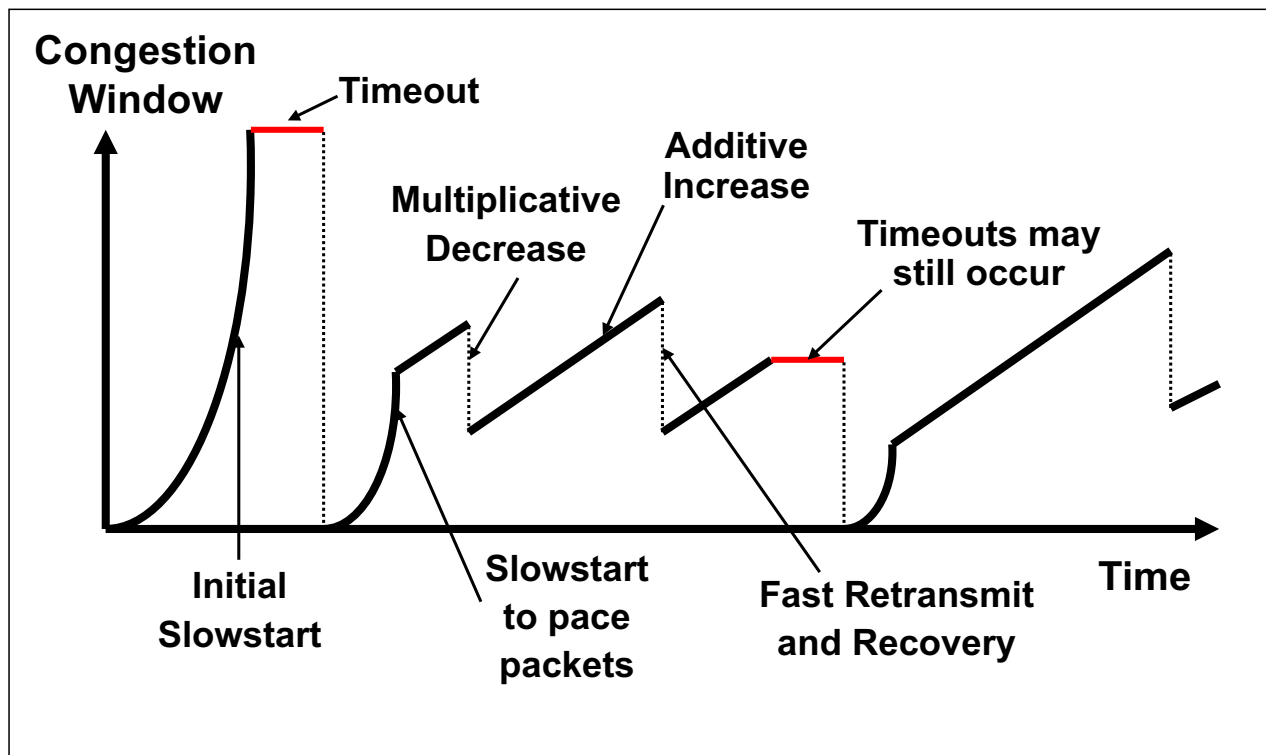 Congestion
Window
Timeout
Additive
Increase
Multiplicative
Decrease
Timeouts may
still occur
Initial
Slowstart
Slowstart
to pace
packets
Fast Retransmit
and Recovery
Time